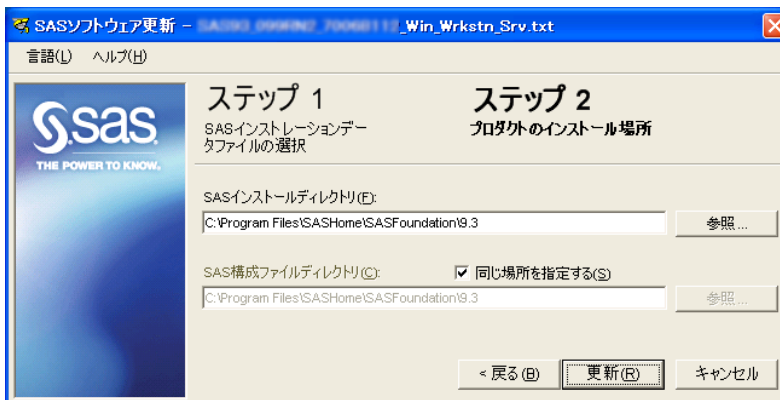 SASソフトウェア更新 - _Win_Wrkstn_Srv.txt
言語(L) ヘルプ(H)
sas
THE POWER TO KNOW.
ステップ 1
SASインストレーションデー
タファイルの選択
ステップ 2
プロダクトのインストール場所
SASインストールディレクトリ(F):
C:\Program Files\SASHome\SASFoundation\9.3
参照...
SAS構成ファイルディレクトリ(C):
同じ場所を指定する(S)
C:\Program Files\SASHome\SASFoundation\9.3
参照...
< 戻る(B)
更新(R)
キャンセル